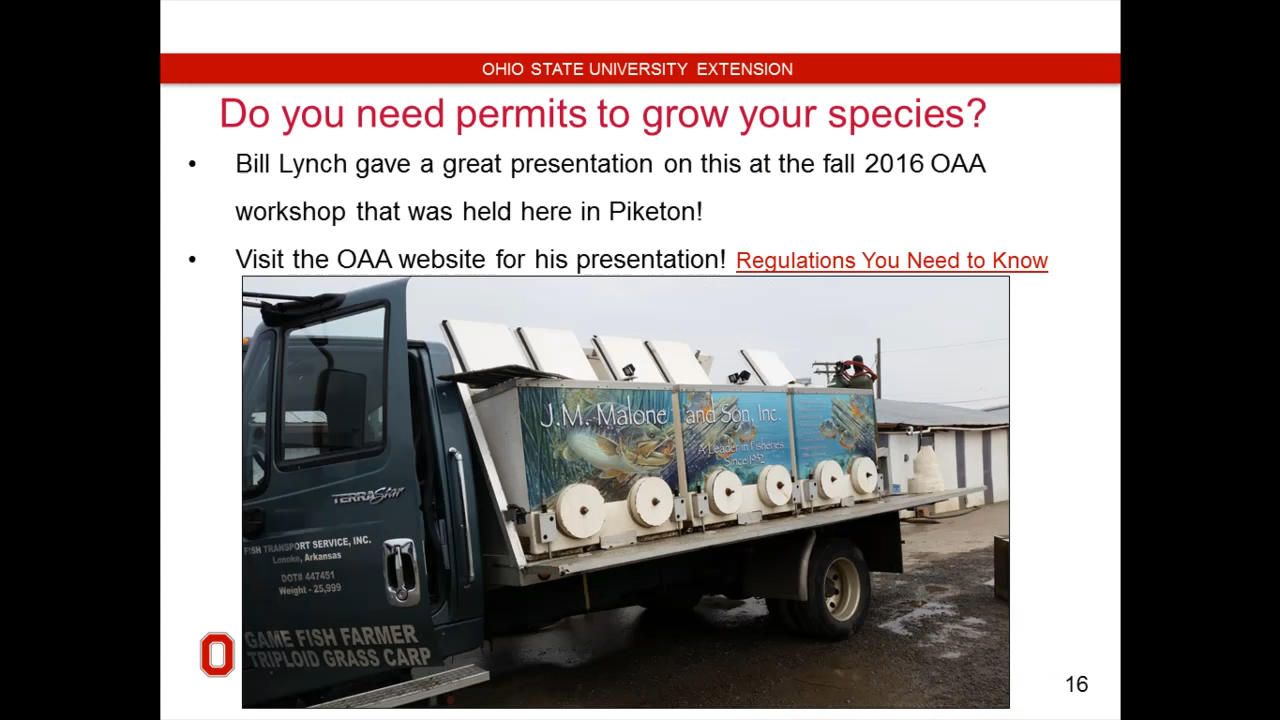 OHIO STATE UNIVERSITY EXTENSION
Do you need permits to grow your species?
• Bill Lynch gave a great presentation on this at the fall 2016 OAA
workshop that was held here in Piketon!
• Visit the OAA website for his presentation! Regulations You Need to Know
J.M. Malone and Son, Inc.
A Leader in Fisheries
Since 1952
TERRASTAR
FISH TRANSPORT SERVICE, INC.
Lonoke, Arkansas
DOT# 447451
Weight - 25,999
GAME FISH FARMER
TRIPLOID GRASS CARP
O
16